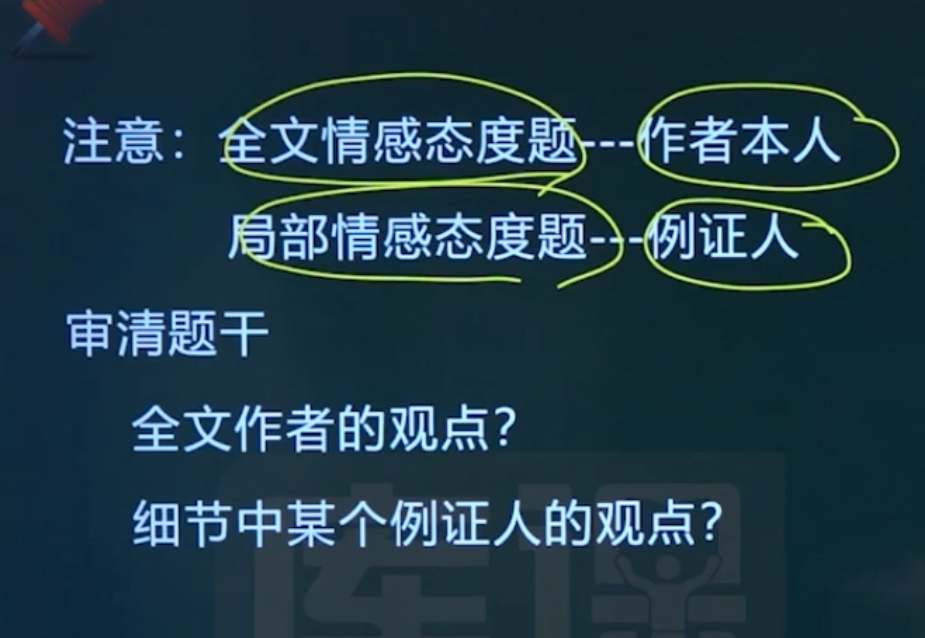 注意：全文情感态度题---作者本人
局部情感态度题---例证人
审清题干
全文作者的观点？
细节中某个例证人的观点？
库课